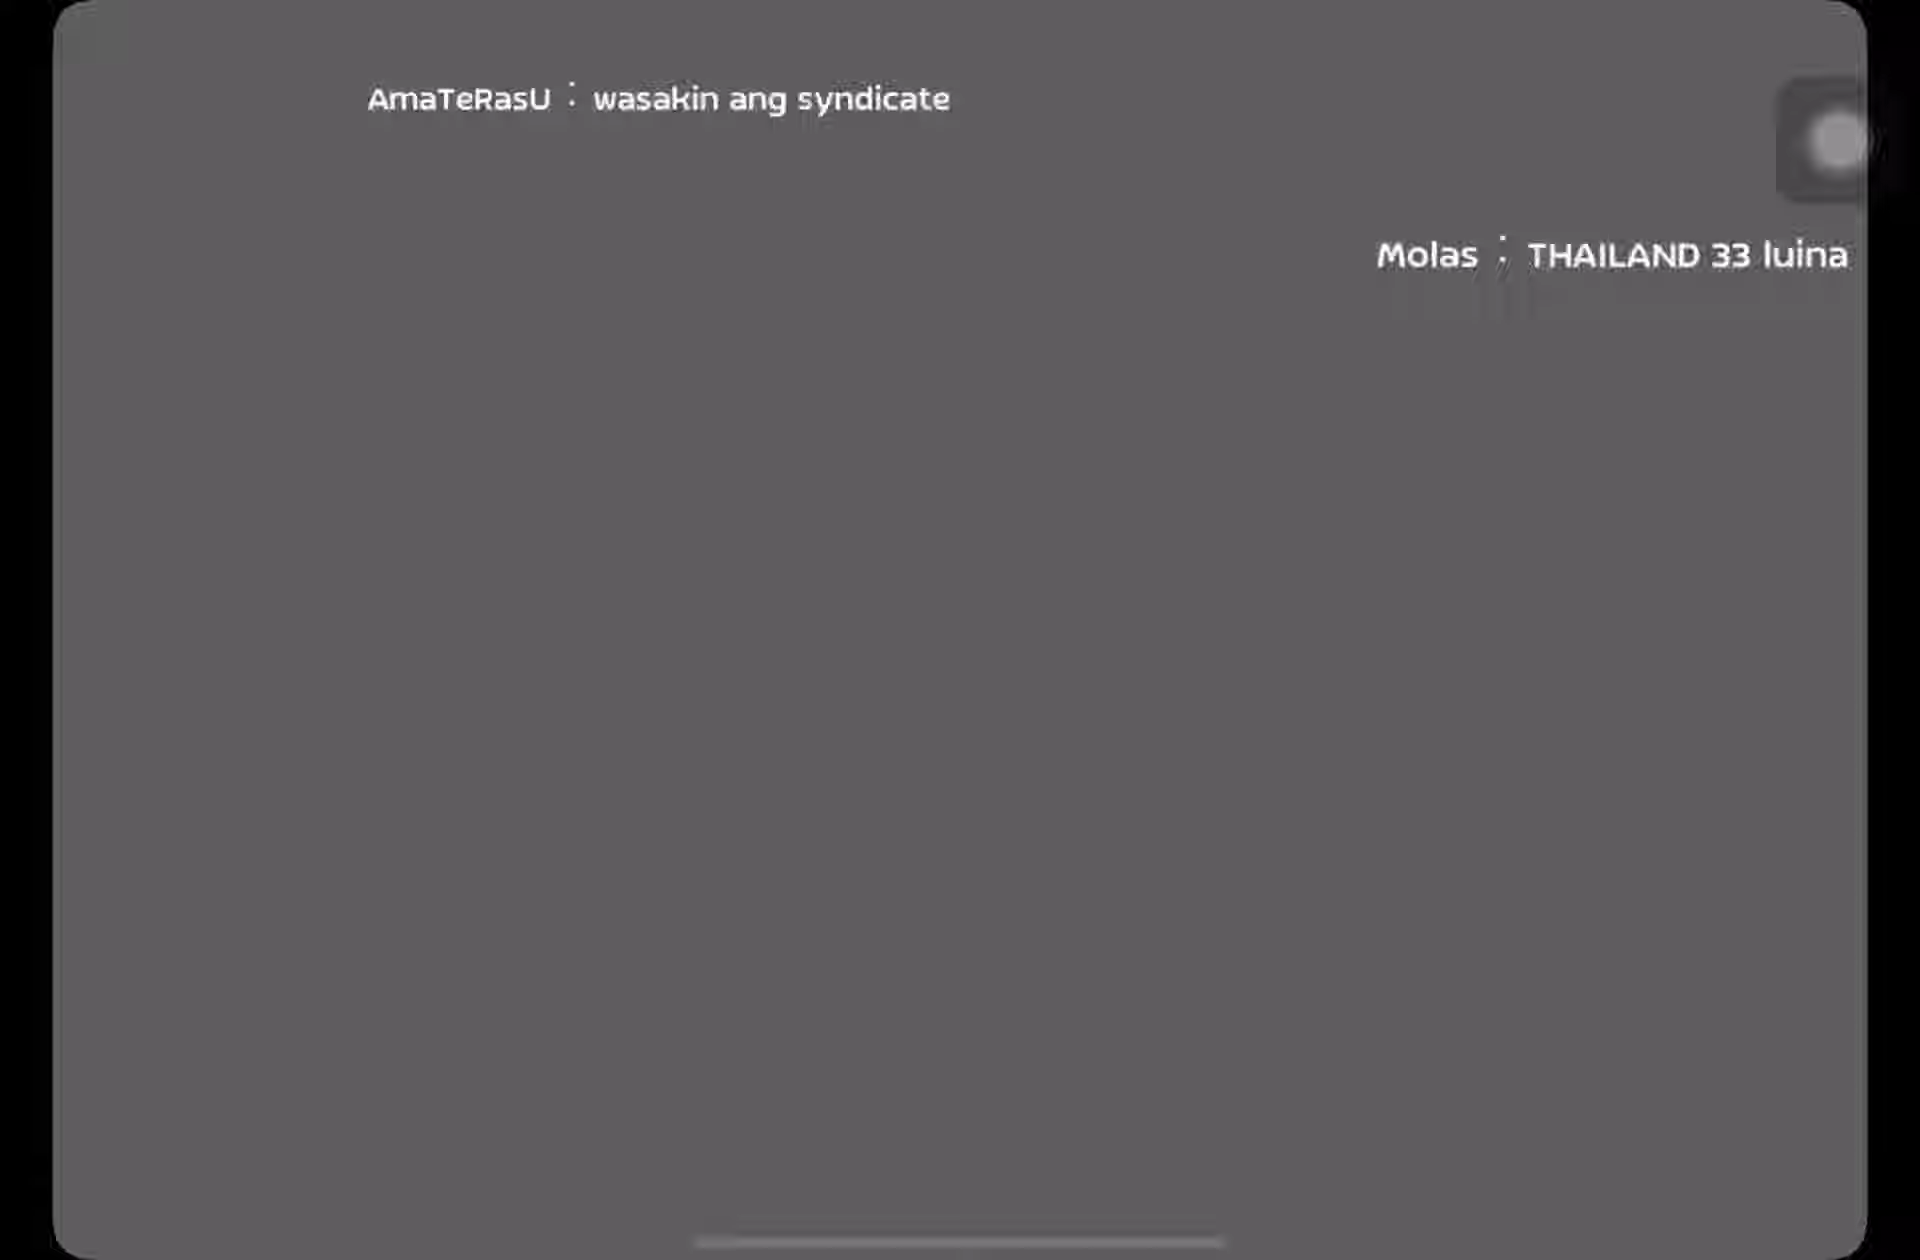 AmaTeRasU : wasakin ang syndicate
Molas : THAILAND 33 luina